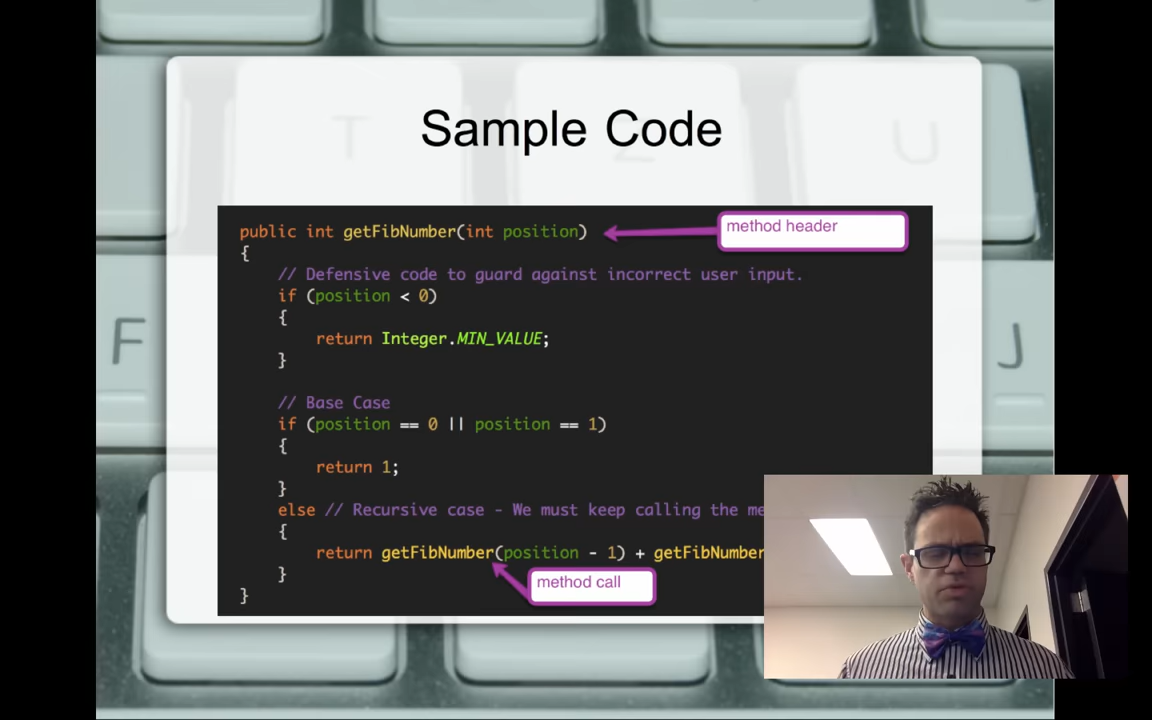 Sample Code
public int getFibNumber(int position)
method header
{
// Defensive code to guard against incorrect user input.
if (position < 0)
{
return Integer.MIN_VALUE;
}
// Base Case
if (position == 0 || position == 1)
{
return 1;
}
else // Recursive case - We must keep calling the
{
return getFibNumber(position - 1) + getFibNumber
}
method call
}
T
Z
U
F
J